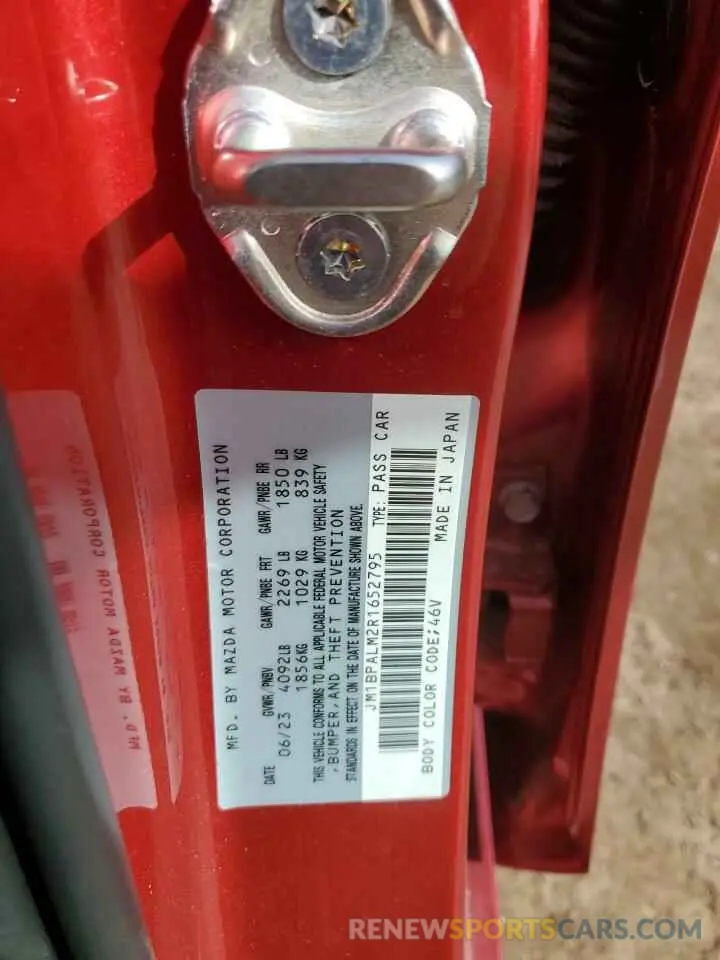 MFD. BY MAZDA MOTOR CORPORATION
DATE GVWR/PNBV GAWR/PNBE FRT GAWR/PNBE RR
06/23 4092LB 2269 LB 1850 LB
1856KG 1029 KG 839 KG
THIS VEHICLE CONFORMS TO ALL APPLICABLE FEDERAL MOTOR VEHICLE SAFETY
,BUMPER,AND THEFT PREVENTION
STANDARDS IN EFFECT ON THE DATE OF MANUFACTURE SHOWN ABOVE.
JM1BPALM2R1652795 TYPE: PASS CAR
BODY COLOR CODE;46V MADE IN JAPAN
MFD. BY MAZDA MOTOR CORPORATION
RENEWSPORTSCARS.COM